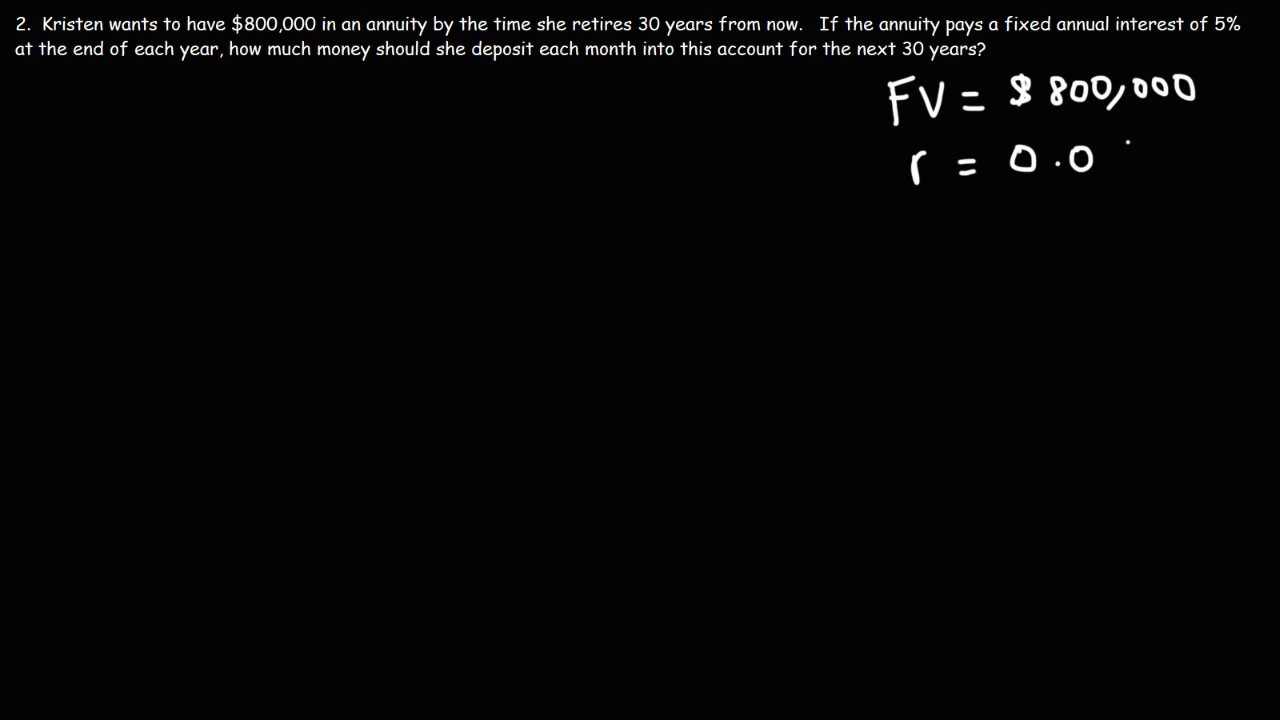 2. Kristen wants to have $800,000 in an annuity by the time she retires 30 years from now. If the annuity pays a fixed annual interest of 5%
at the end of each year, how much money should she deposit each month into this account for the next 30 years?
FV = $ 800,000
r = 0.0